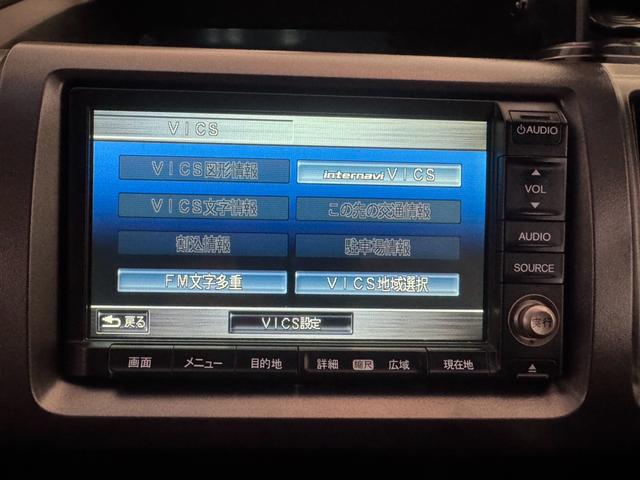 VICS
VICS図形情報
internavi VICS
VICS文字情報
この先の交通情報
割込情報
駐車場情報
FM文字多重
VICS地域選択
戻る
VICS設定
AUDIO
VOL
AUDIO
SOURCE
実行
画面 メニュー 目的地 詳細 縮尺 広域 現在地